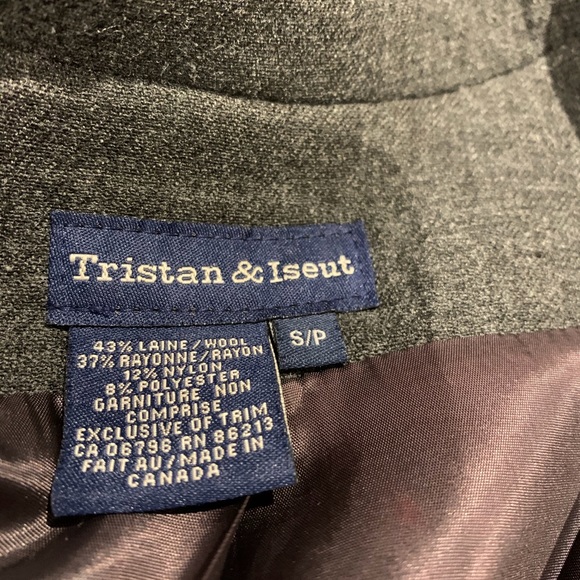 Tristan & Iseut
S/P
43% LAINE/WOOL
37% RAYONNE/RAYON
12% NYLON
8% POLYESTER
GARNITURE NON
COMPRISE
EXCLUSIVE OF TRIM
CA 06796 RN 86213
FAIT AU/MADE IN
CANADA